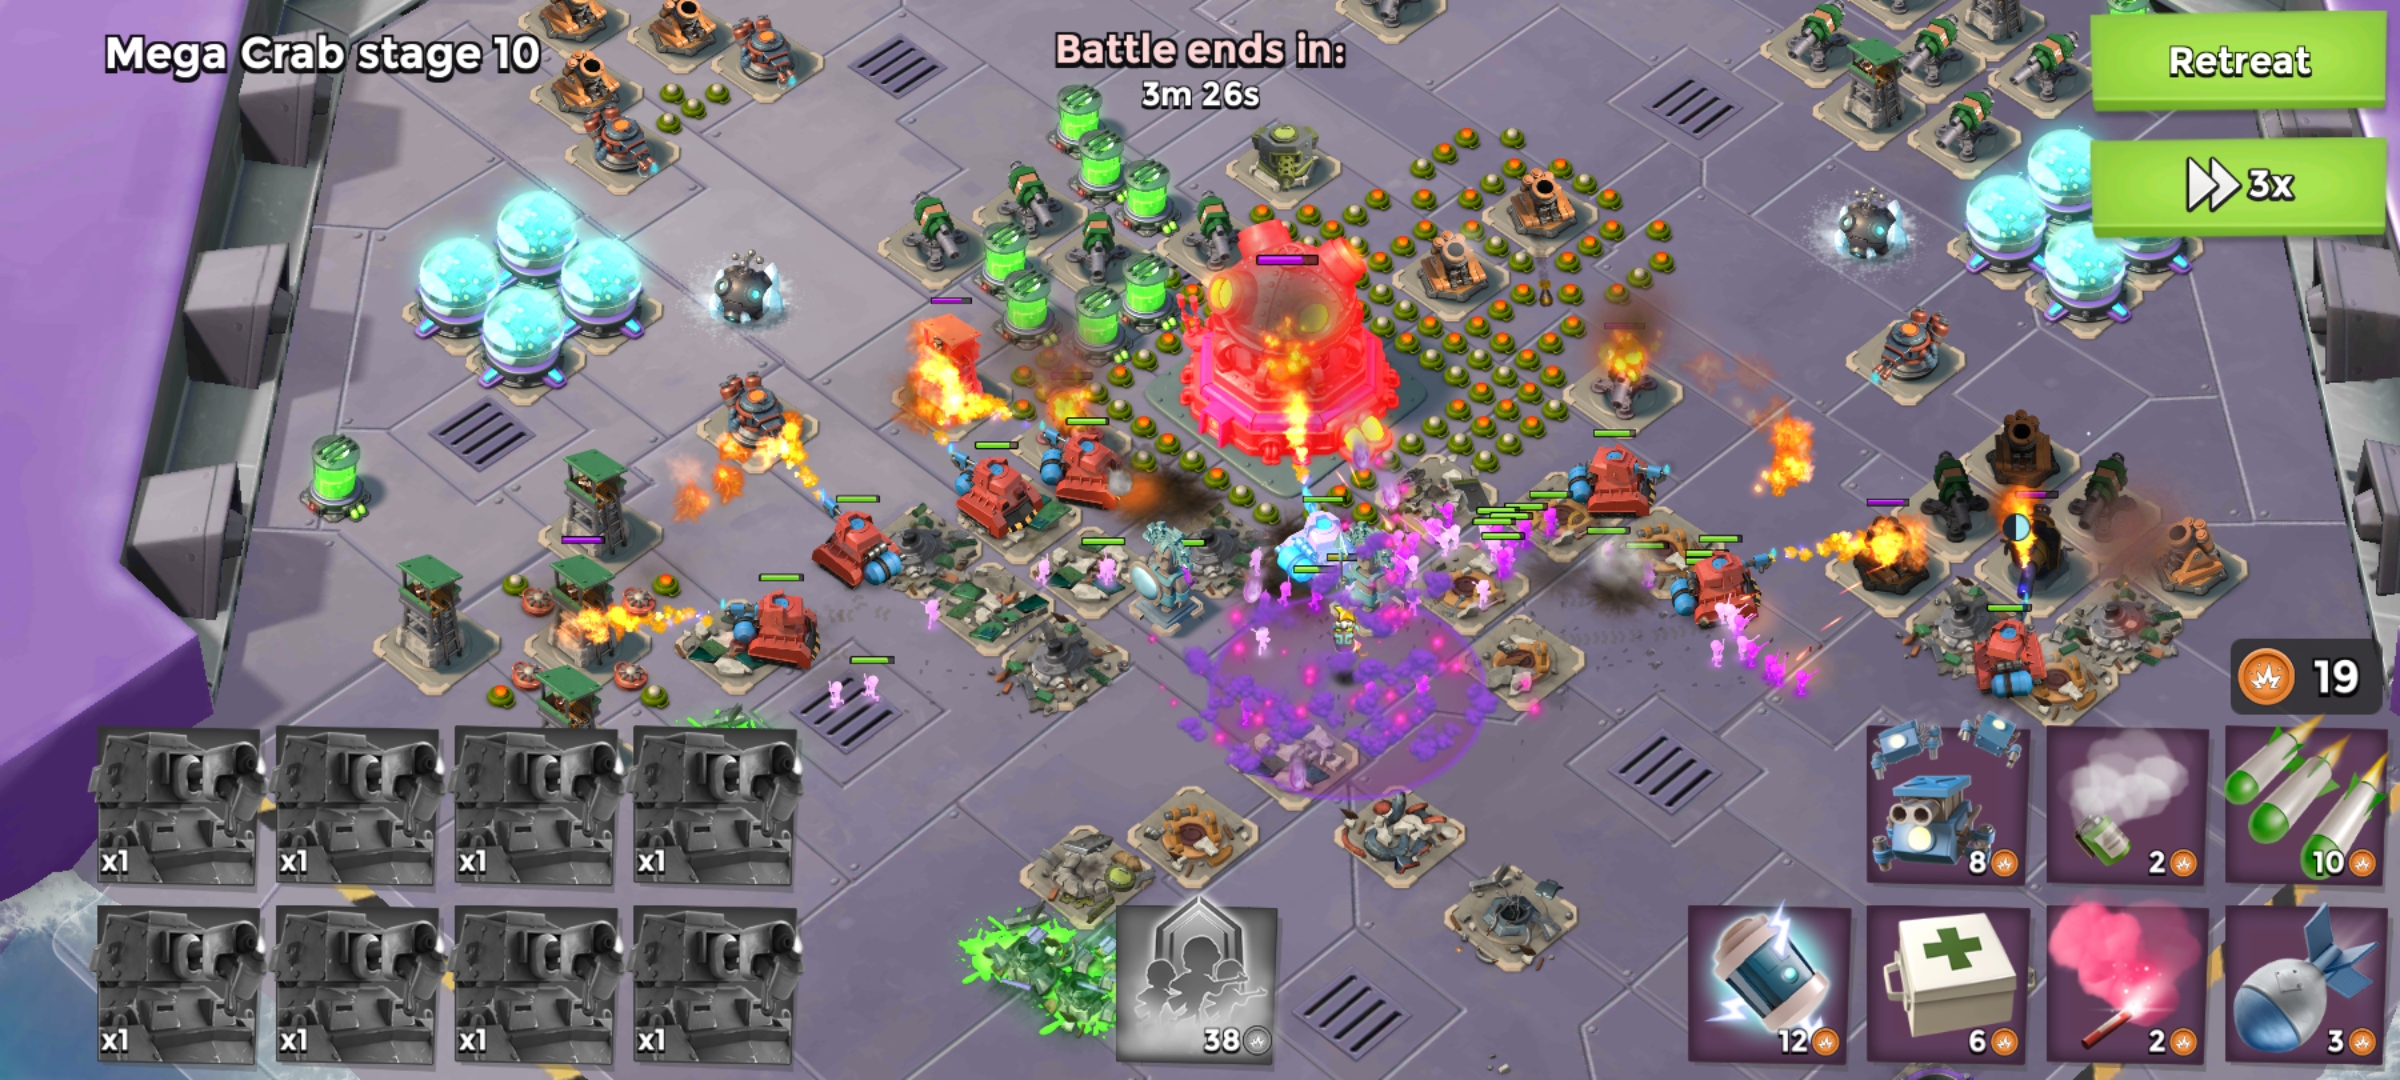 Mega Crab stage 10
Battle ends in:
3m 26s
Retreat
3x
19
8
2
10
x1
x1
x1
x1
x1
x1
x1
x1
38
12
6
2
3